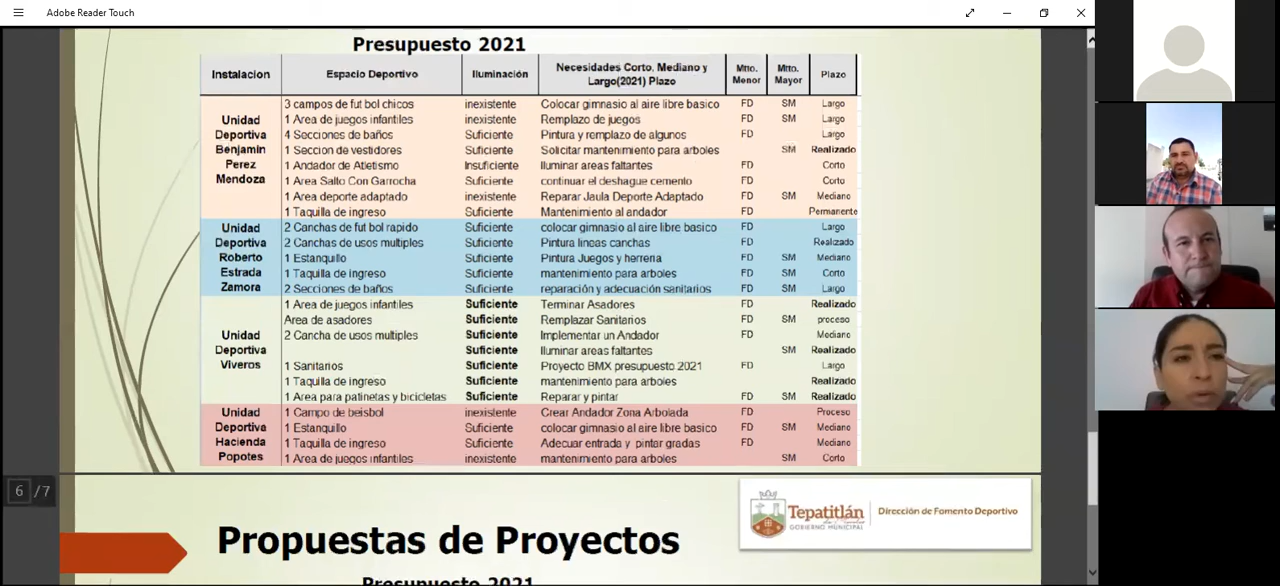 Adobe Reader Touch
Presupuesto 2021
Instalacion Espacio Deportivo Iluminación Necesidades Corto, Mediano y Largo(2021) Plazo Mtto. Menor Mtto. Mayor Plazo
Unidad Deportiva Benjamin Perez Mendoza
3 campos de fut bol chicos inexistente Colocar gimnasio al aire libre basico FD SM Largo
1 Area de juegos infantiles inexistente Remplazo de juegos FD SM Largo
4 Secciones de baños Suficiente Pintura y remplazo de algunos FD Largo
1 Seccion de vestidores Suficiente Solicitar mantenimiento para arboles SM Realizado
1 Andador de Atletismo Insuficiente Iluminar areas faltantes FD Corto
1 Area Salto Con Garrocha Suficiente continuar el deshague cemento FD Corto
1 Area deporte adaptado inexistente Reparar Jaula Deporte Adaptado FD SM Mediano
1 Taquilla de ingreso Suficiente Mantenimiento al andador FD Permanente
Unidad Deportiva Roberto Estrada Zamora
2 Canchas de fut bol rapido Suficiente colocar gimnasio al aire libre basico FD Largo
2 Canchas de usos multiples Suficiente Pintura lineas canchas FD Realizado
1 Estanquillo Suficiente Pintura Juegos y herreria FD SM Mediano
1 Taquilla de ingreso Suficiente mantenimiento para arboles FD SM Corto
2 Secciones de baños Suficiente reparación y adecuación sanitarios FD SM Largo
Unidad Deportiva Viveros
1 Area de juegos infantiles Suficiente Terminar Asadores FD Realizado
Area de asadores Suficiente Remplazar Sanitarios FD SM proceso
2 Cancha de usos multiples Suficiente Implementar un Andador FD Mediano
Suficiente Iluminar areas faltantes SM Realizado
1 Sanitarios Suficiente Proyecto BMX presupuesto 2021 FD Largo
1 Taquilla de ingreso Suficiente mantenimiento para arboles Realizado
1 Area para patinetas y bicicletas Suficiente Reparar y pintar FD SM Realizado
Unidad Deportiva Hacienda Popotes
1 Campo de beisbol inexistente Crear Andador Zona Arbolada FD Proceso
1 Estanquillo Suficiente colocar gimnasio al aire libre basico FD SM Mediano
1 Taquilla de ingreso Suficiente Adecuar entrada y pintar gradas FD Mediano
1 Area de juegos infantiles inexistente mantenimiento para arboles SM Corto
6 /7
Tepatitlán
de Morelos
GOBIERNO MUNICIPAL
Dirección de Fomento Deportivo
Propuestas de Proyectos
Presupuesto 2021